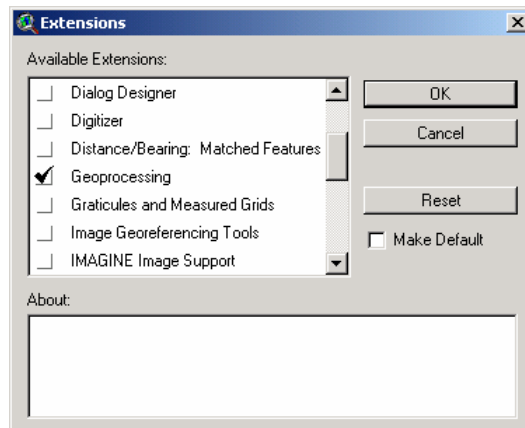 Extensions
Available Extensions:
Dialog Designer
Digitizer
Distance/Bearing: Matched Features
Geoprocessing
Graticules and Measured Grids
Image Georeferencing Tools
IMAGINE Image Support
OK
Cancel
Reset
Make Default
About: